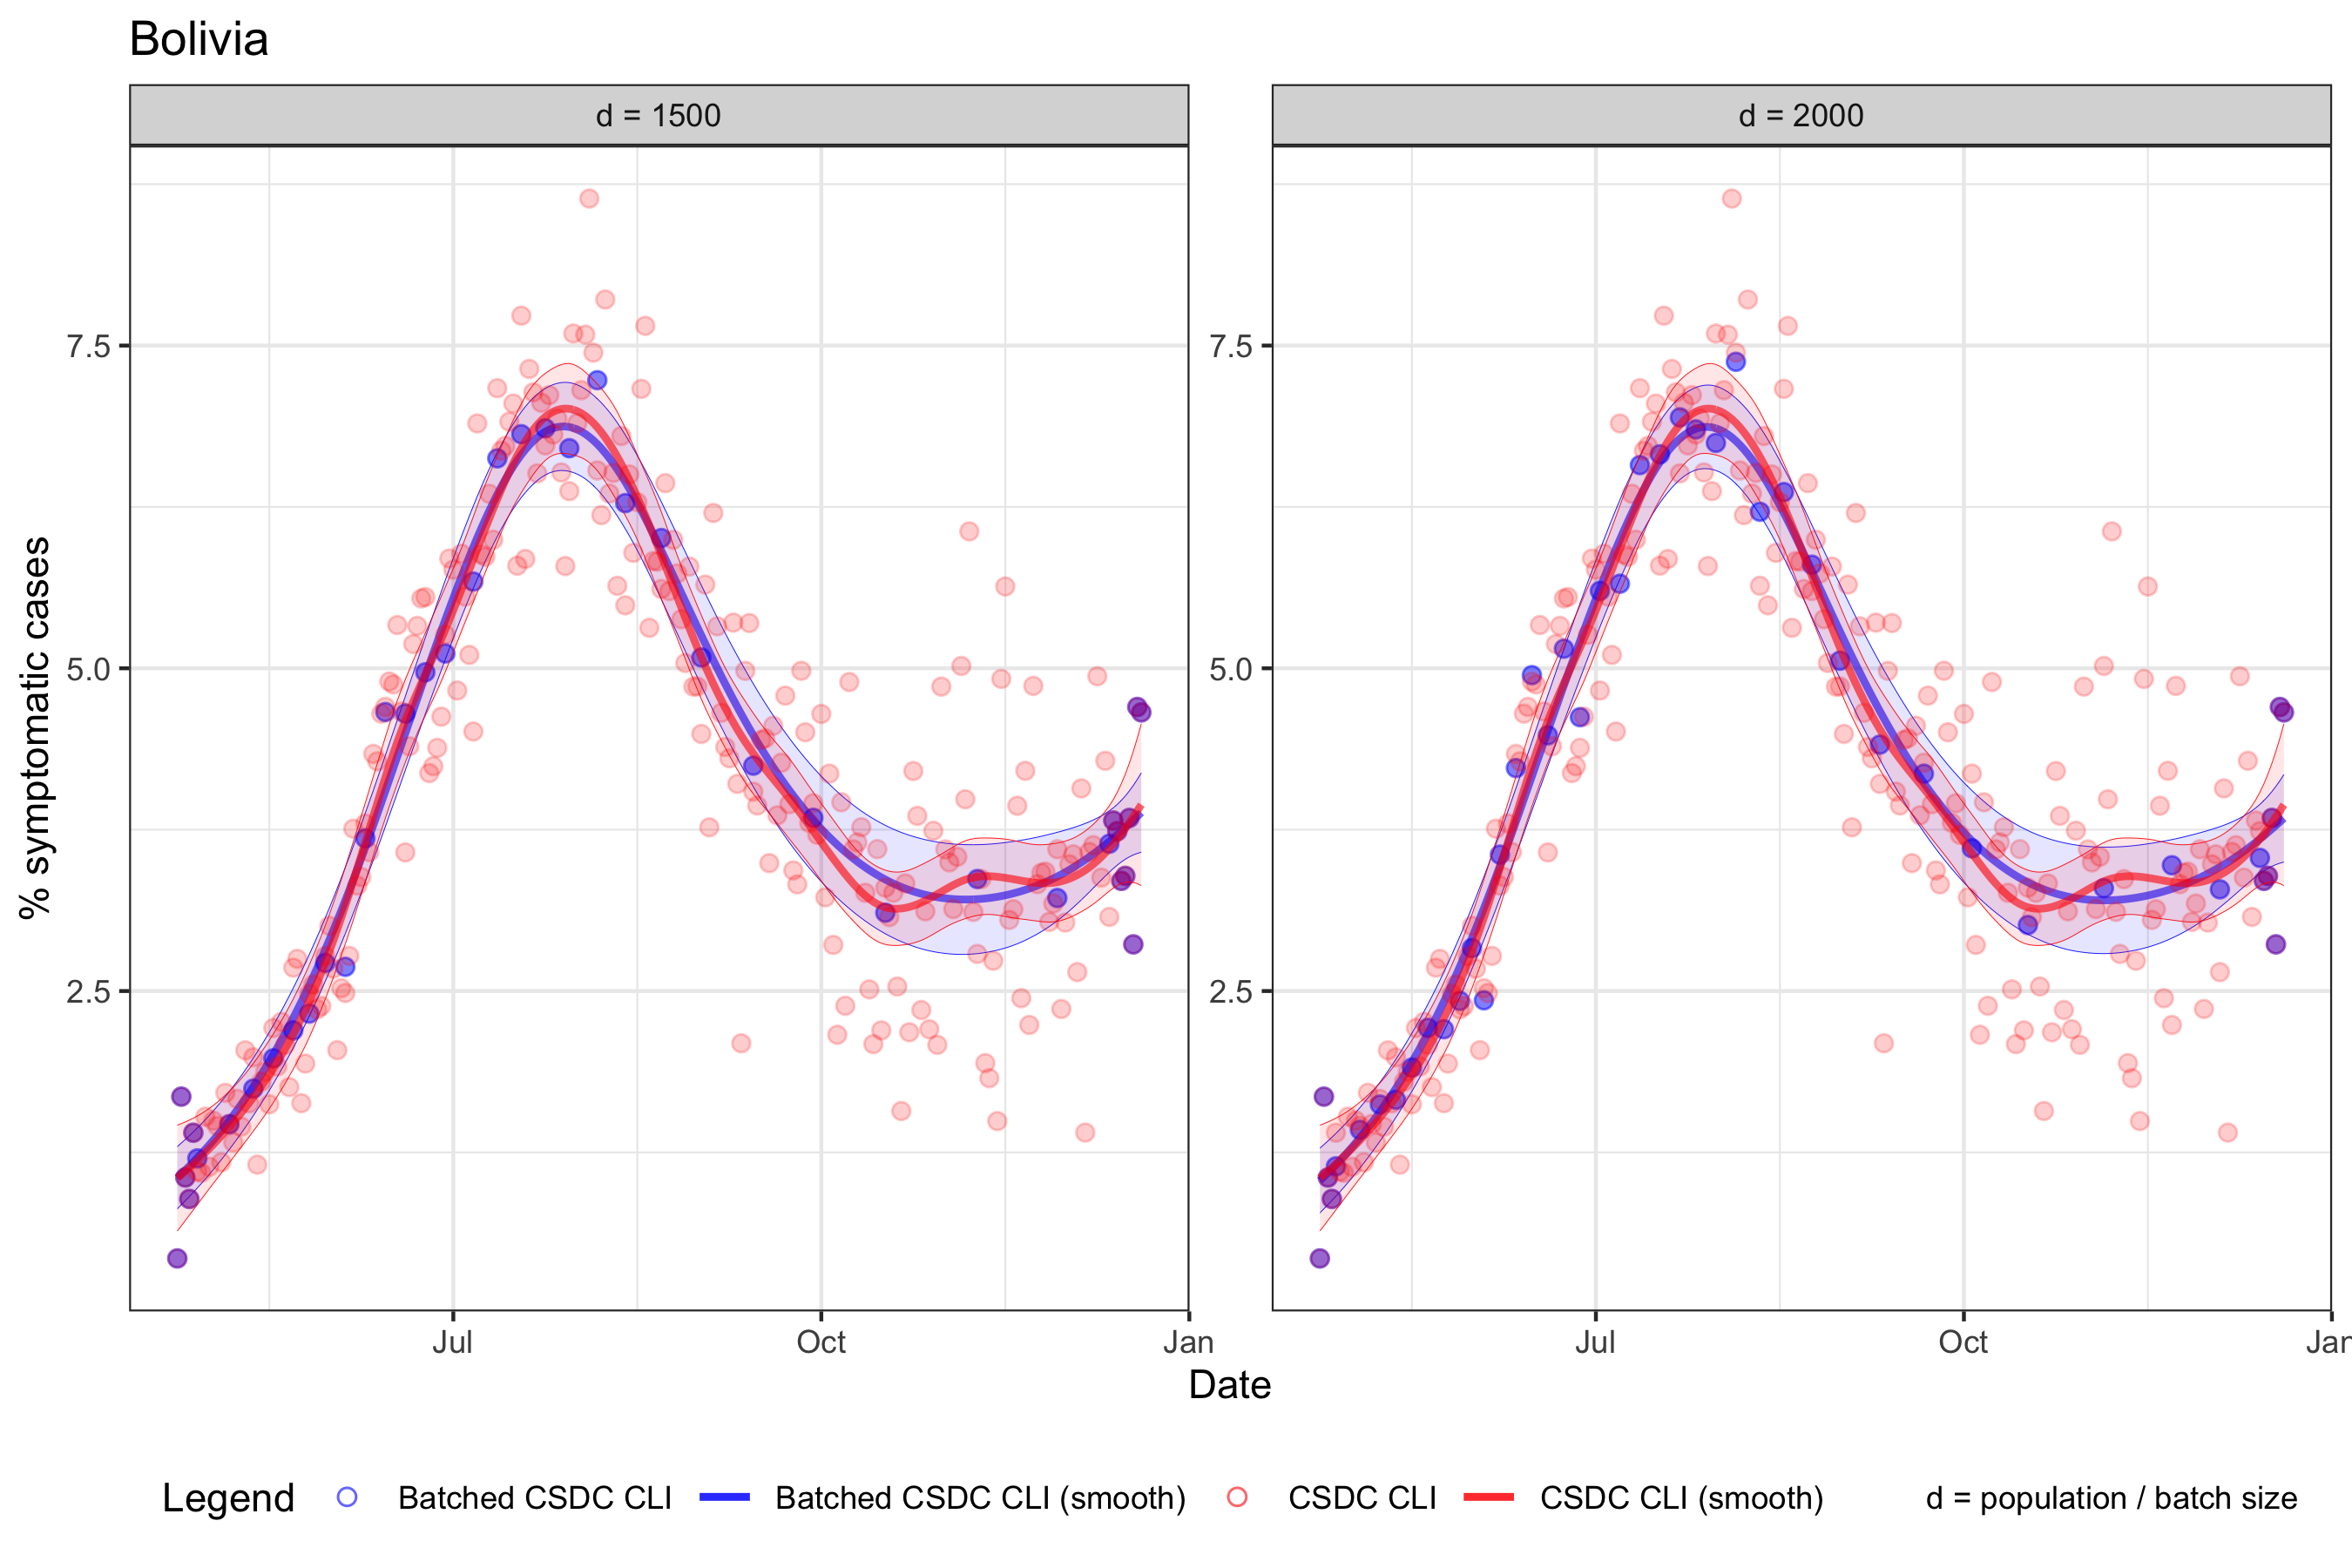 Bolivia
d = 1500
d = 2000
% symptomatic cases
7.5
5.0
2.5
7.5
5.0
2.5
Jul
Oct
Jan
Jul
Oct
Jan
Date
Legend
Batched CSDC CLI
Batched CSDC CLI (smooth)
CSDC CLI
CSDC CLI (smooth)
d = population / batch size